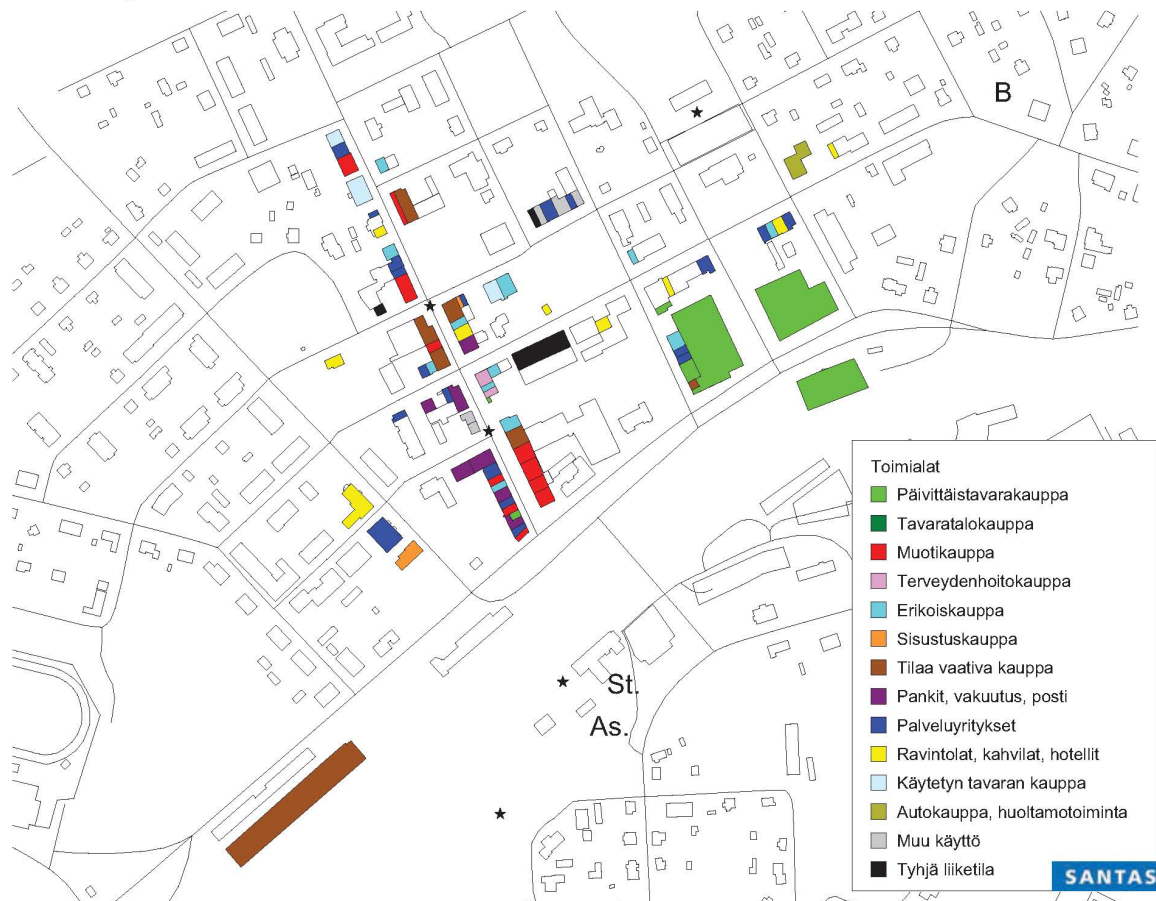 B
St.
As.
Toimialat
Päivittäistavarakauppa
Tavaratalokauppa
Muotikauppa
Terveydenhoitokauppa
Erikoiskauppa
Sisustuskauppa
Tilaa vaativa kauppa
Pankit, vakuutus, posti
Palveluyritykset
Ravintolat, kahvilat, hotellit
Käytetyn tavaran kauppa
Autokauppa, huoltamotoiminta
Muu käyttö
Tyhjä liiketila
SANTAS